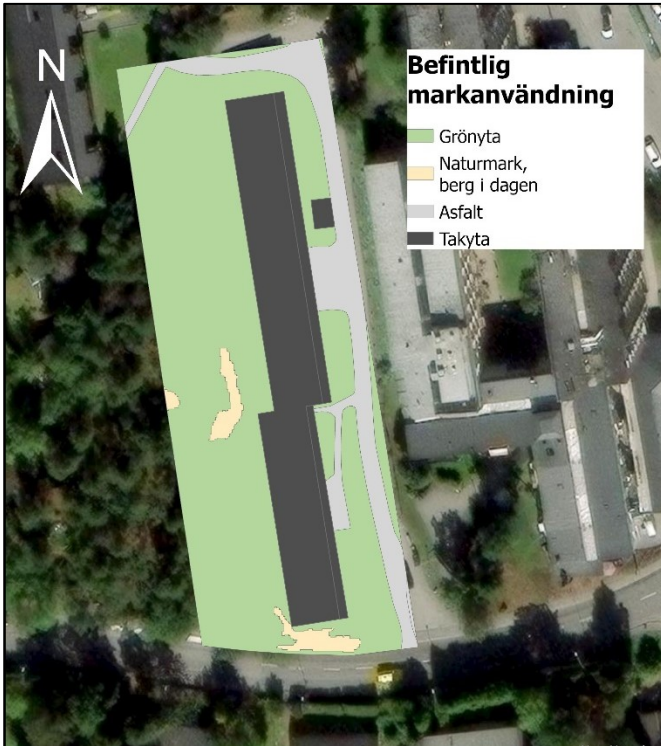 N
Befintlig
markanvändning
Grönyta
Naturmark,
berg i dagen
Asfalt
Takyta